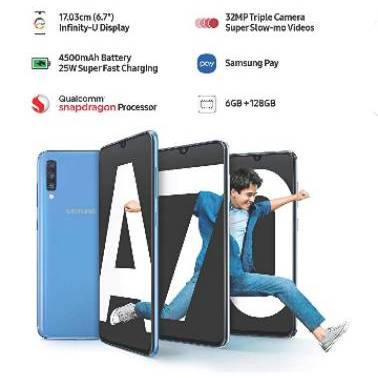 17.03cm (6.7")
Infinity-U Display
32MP Triple Camera
Super Slow-mo Videos
4500mAh Battery
25W Super Fast Charging
pay
Samsung Pay
Qualcomm
snapdragon Processor
6GB+128GB
SAMSUNG
A70